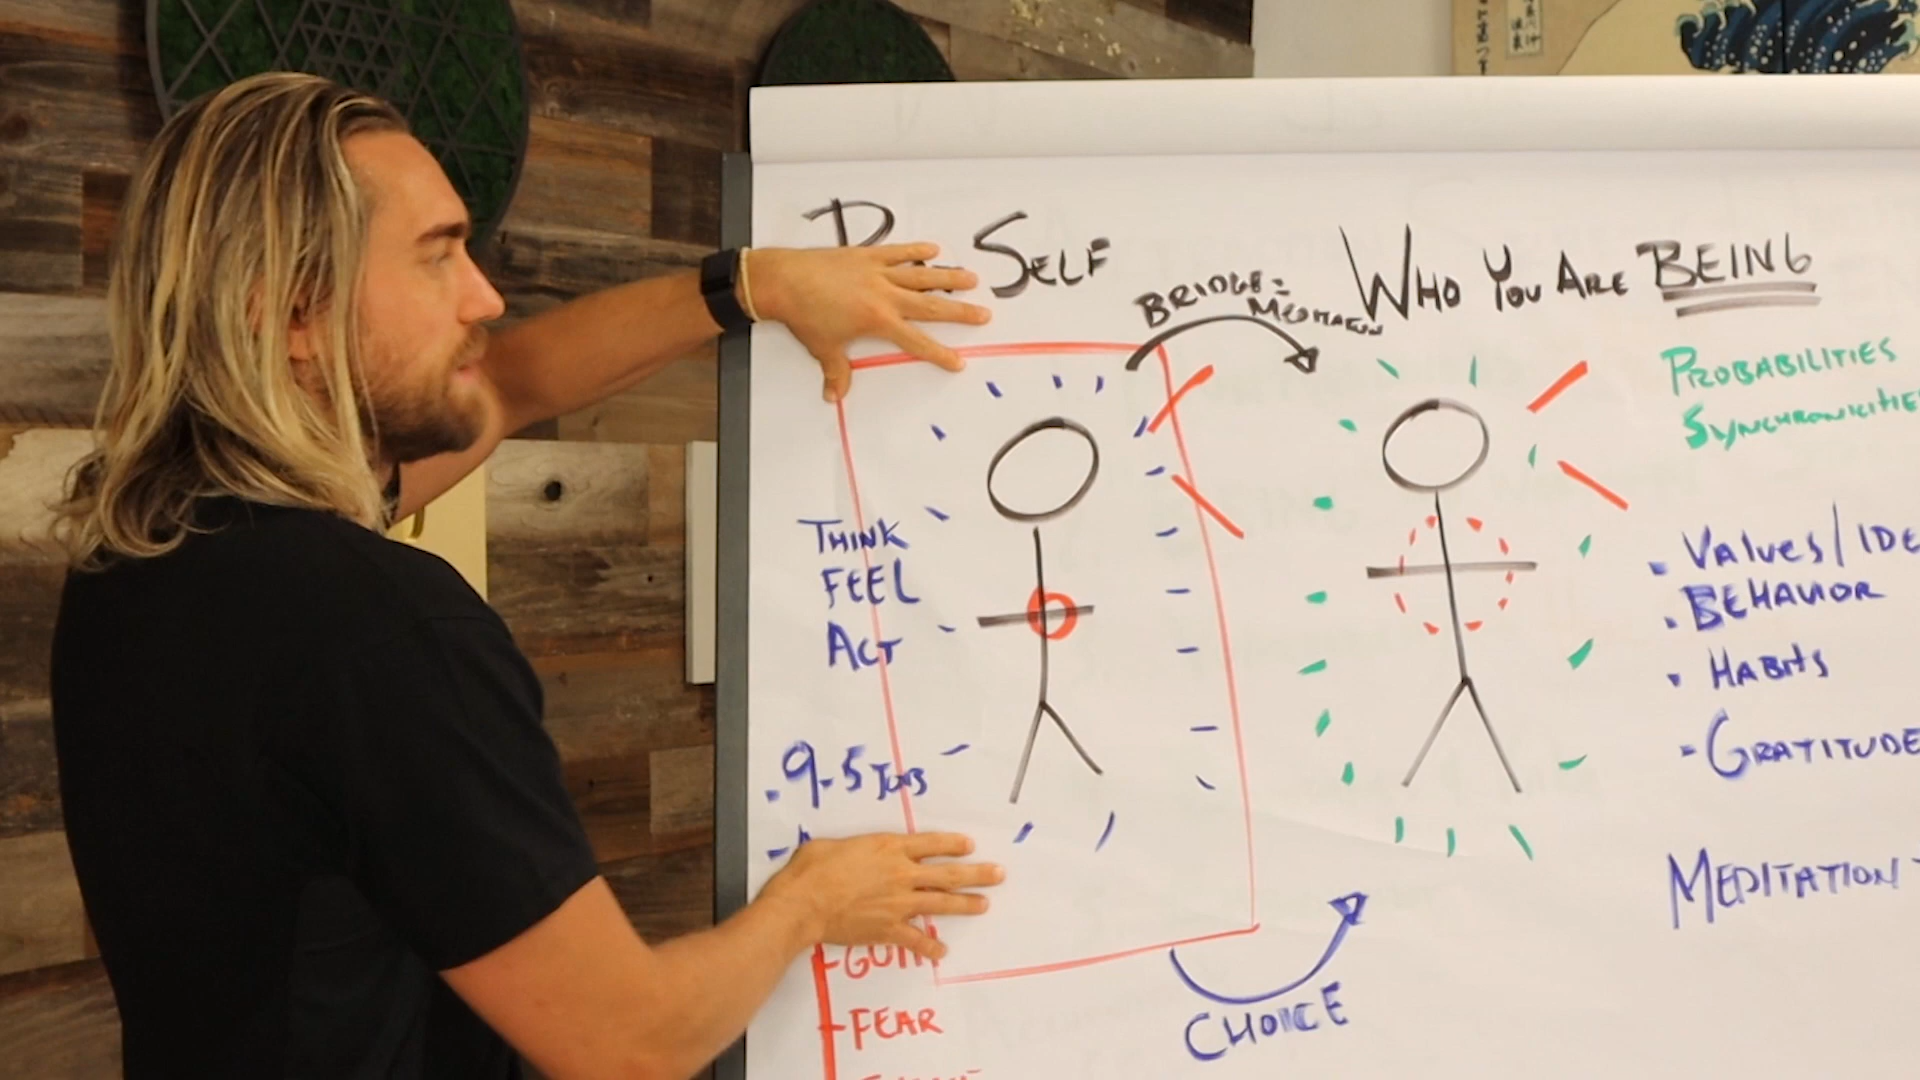 SELF
BRIDGE =
MEDITATION
WHO YOU ARE BEING
PROBABILITIES
SYNCHRONICITIE
THINK
FEEL
ACT
• VALUES/IDE
• BEHAVIOR
• HABITS
- GRATITUDE
• 9-5 JOBS
MEDITATION
- GUILT
- FEAR
CHOICE